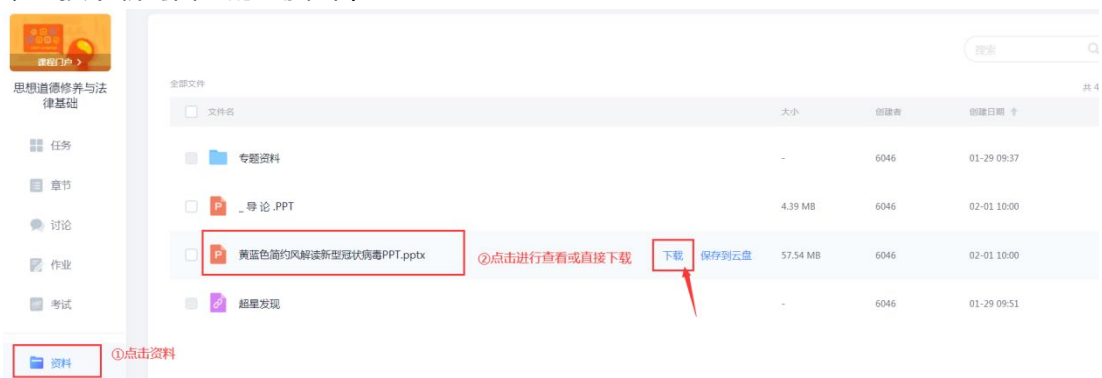 课程门户 >
思想道德修养与法
律基础
任务
章节
讨论
作业
考试
资料
①点击资料
搜索
全部文件
共 4
文件名 大小 创建者 创建日期
专题资料 - 6046 01-29 09:37
_ 导 论 .PPT 4.39 MB 6046 02-01 10:00
黄蓝色简约风解读新型冠状病毒PPT.pptx ②点击进行查看或直接下载 下载 保存到云盘 57.54 MB 6046 02-01 10:00
超星发现 - 6046 01-29 09:51